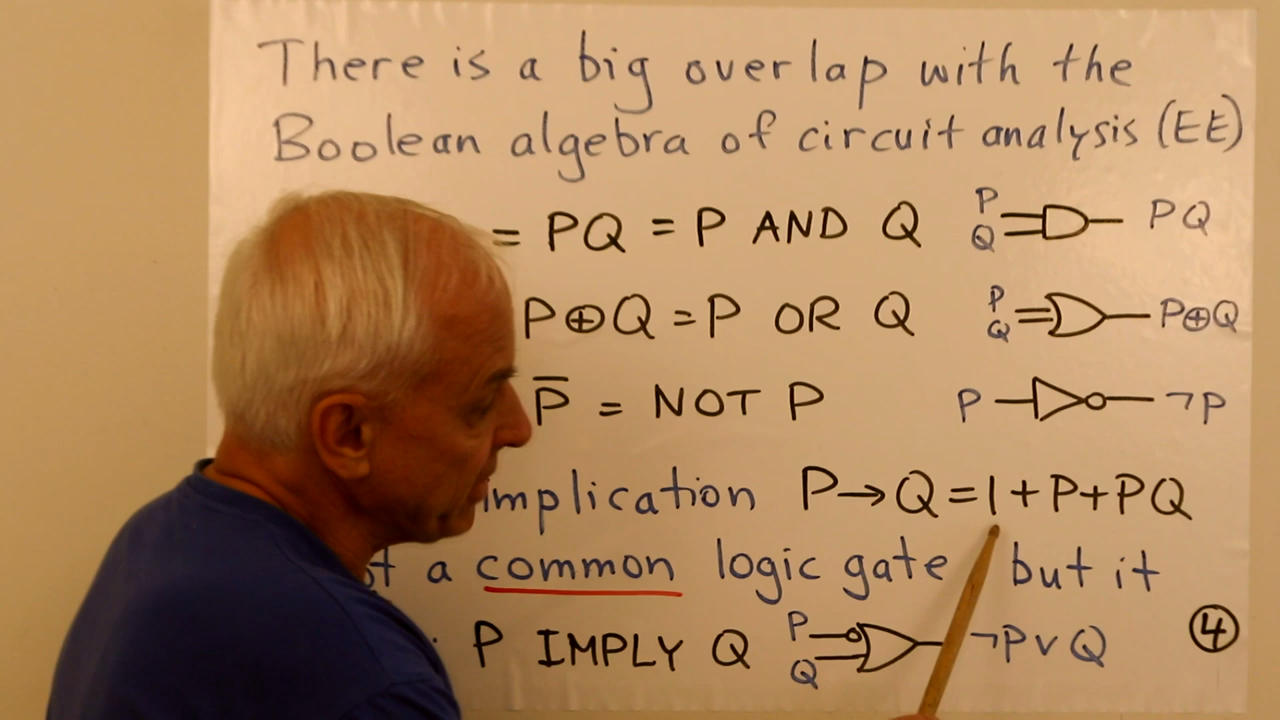 There is a big overlap with the
Boolean algebra of circuit analysis (EE)
= PQ = P AND Q P Q PQ
P⊕Q = P OR Q P Q P⊕Q
P̅ = NOT P P ¬P
Implication P→Q = 1 + P + PQ
a common logic gate but it
P IMPLY Q P Q ¬P∨Q
4